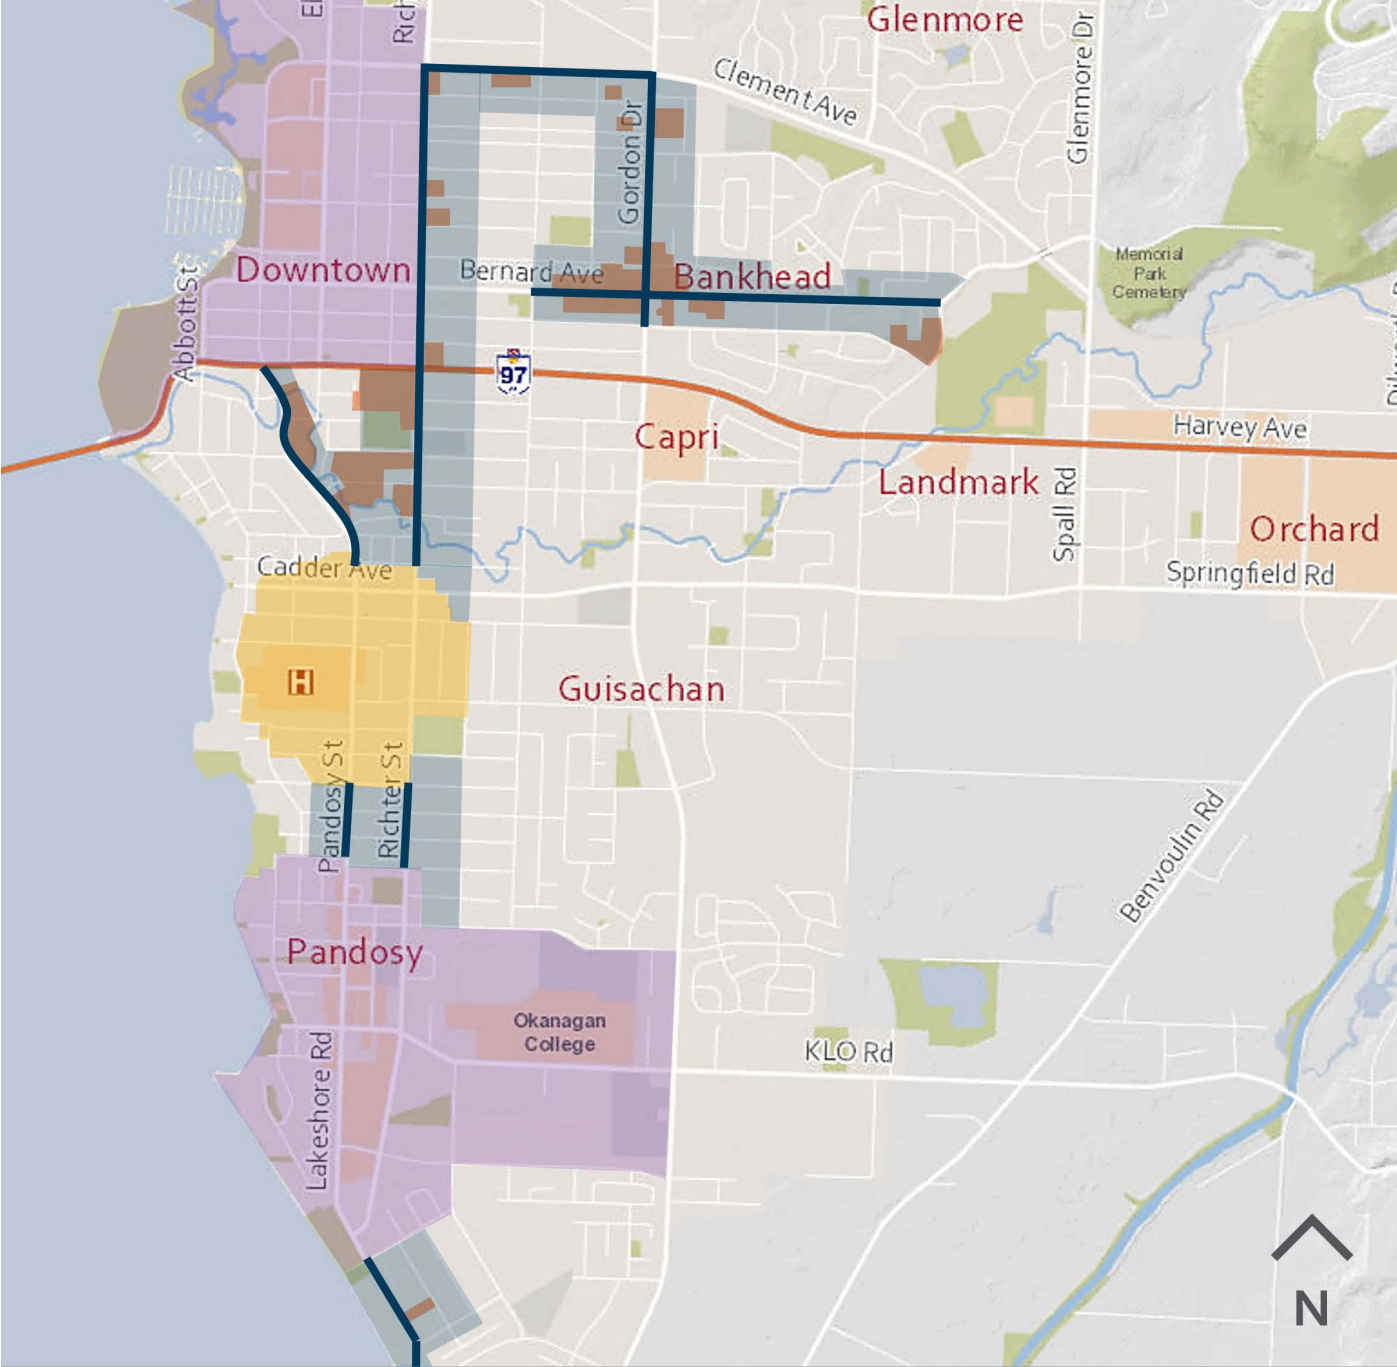 Glenmore
Clement Ave
Glenmore Dr
Gordon Dr
Memorial
Park
Cemetery
Downtown
Bernard Ave
Bankhead
Abbott St
97
Harvey Ave
Capri
Landmark
Spall Rd
Orchard
Springfield Rd
Cadder Ave
H
Guisachan
Pandosy St
Richter St
Benvoulin Rd
Pandosy
Okanagan
College
Lakeshore Rd
KLO Rd
N